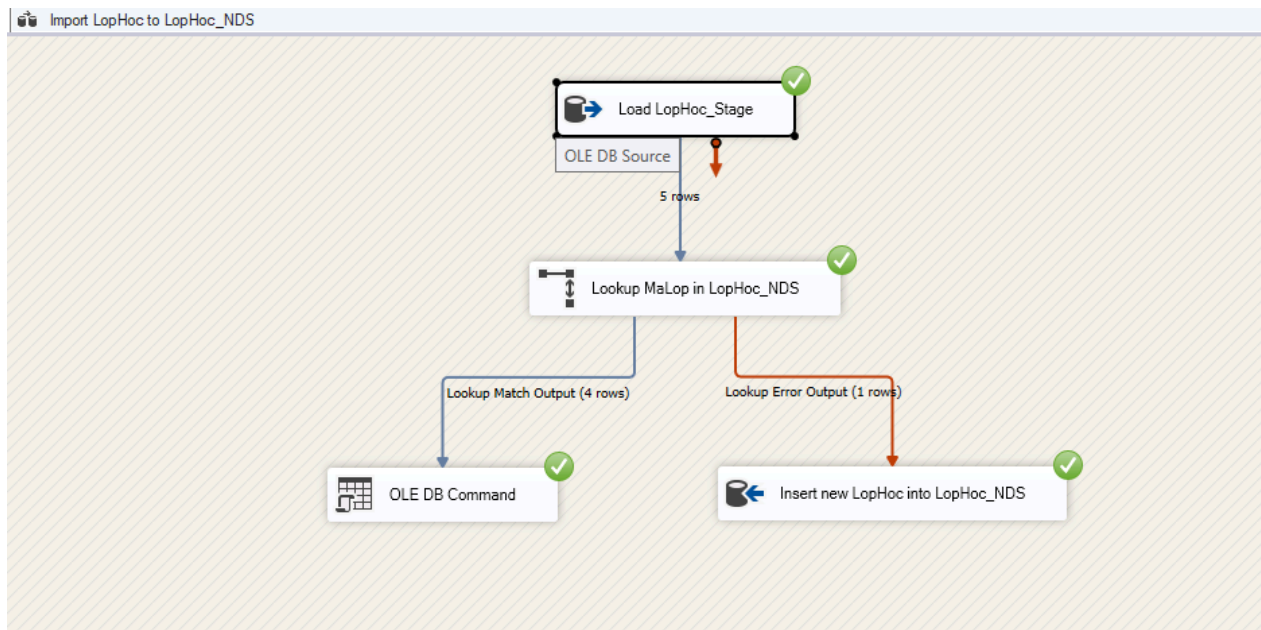 Import LopHoc to LopHoc_NDS
Load LopHoc_Stage
OLE DB Source
5 rows
Lookup MaLop in LopHoc_NDS
Lookup Match Output (4 rows)
Lookup Error Output (1 rows)
OLE DB Command
Insert new LopHoc into LopHoc_NDS